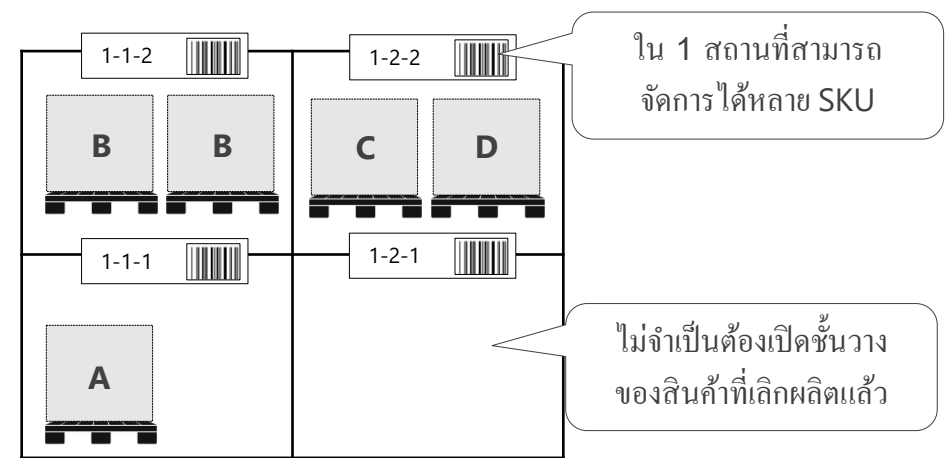 1-1-2
1-2-2
ใน 1 สถานที่สามารถ
จัดการได้หลาย SKU
B
B
C
D
1-1-1
1-2-1
A
ไม่จำเป็นต้องเปิดชั้นวาง
ของสินค้าที่เลิกผลิตแล้ว